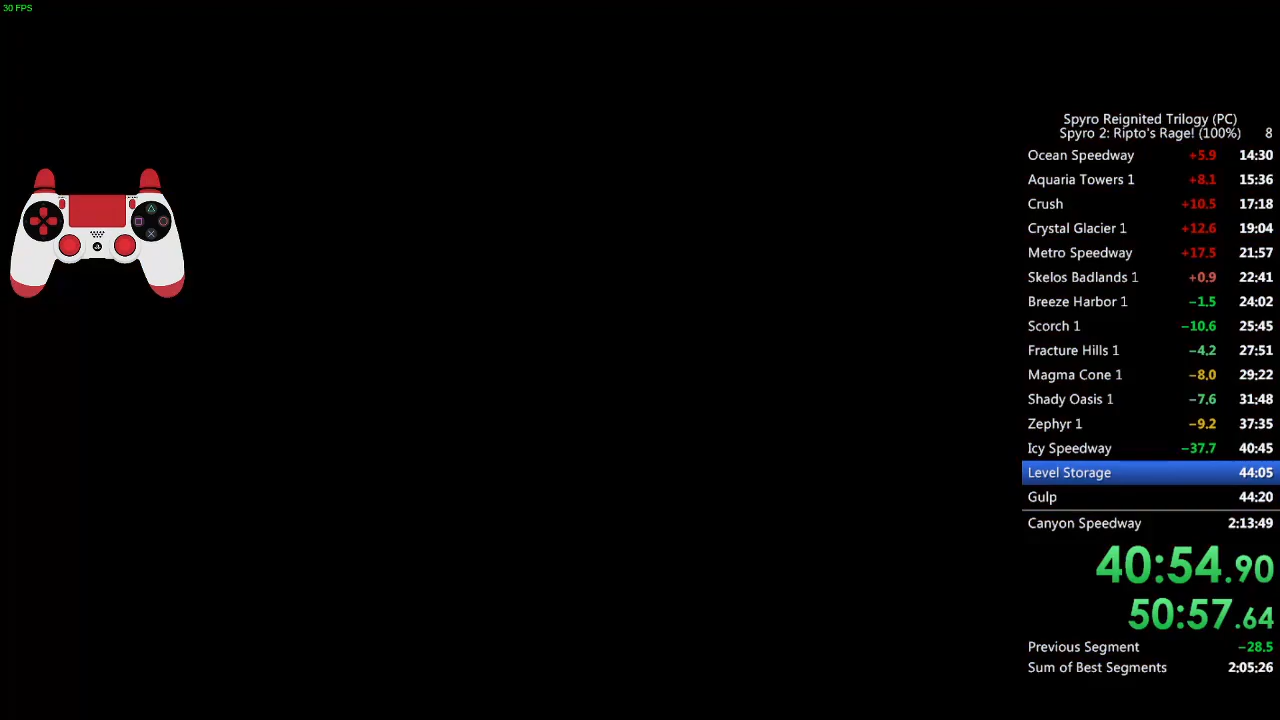 30 FPS
Spyro Reignited Trilogy (PC)
Spyro 2: Ripto's Rage! (100%) 8
Ocean Speedway +5.9 14:30
Aquaria Towers 1 +8.1 15:36
Crush +10.5 17:18
Crystal Glacier 1 +12.6 19:04
Metro Speedway +17.5 21:57
Skelos Badlands 1 +0.9 22:41
Breeze Harbor 1 −1.5 24:02
Scorch 1 −10.6 25:45
Fracture Hills 1 −4.2 27:51
Magma Cone 1 −8.0 29:22
Shady Oasis 1 −7.6 31:48
Zephyr 1 −9.2 37:35
Icy Speedway −37.7 40:45
Level Storage 44:05
Gulp 44:20
Canyon Speedway 2:13:49
40:54.90
50:57.64
Previous Segment −28.5
Sum of Best Segments 2:05:26